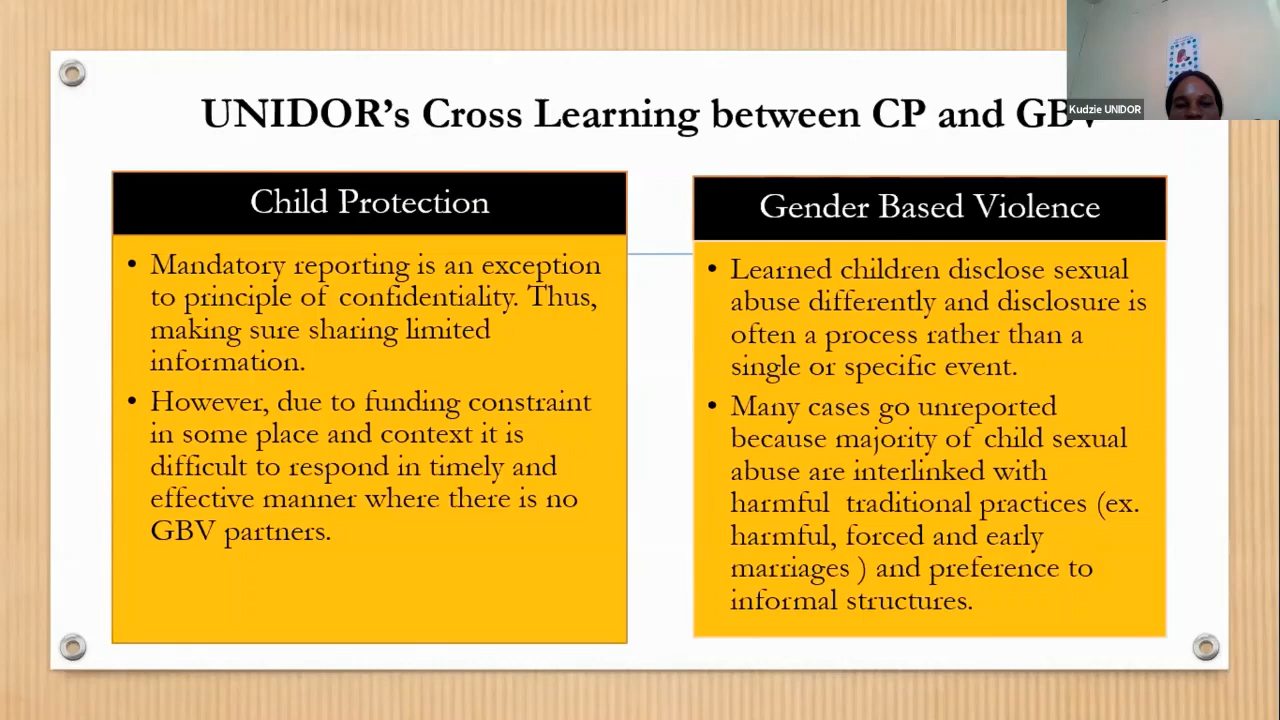 UNIDOR's Cross Learning between CP and GBV
Kudzie UNIDOR
Child Protection
• Mandatory reporting is an exception
to principle of confidentiality. Thus,
making sure sharing limited
information.
• However, due to funding constraint
in some place and context it is
difficult to respond in timely and
effective manner where there is no
GBV partners.
Gender Based Violence
• Learned children disclose sexual
abuse differently and disclosure is
often a process rather than a
single or specific event.
• Many cases go unreported
because majority of child sexual
abuse are interlinked with
harmful traditional practices (ex.
harmful, forced and early
marriages ) and preference to
informal structures.